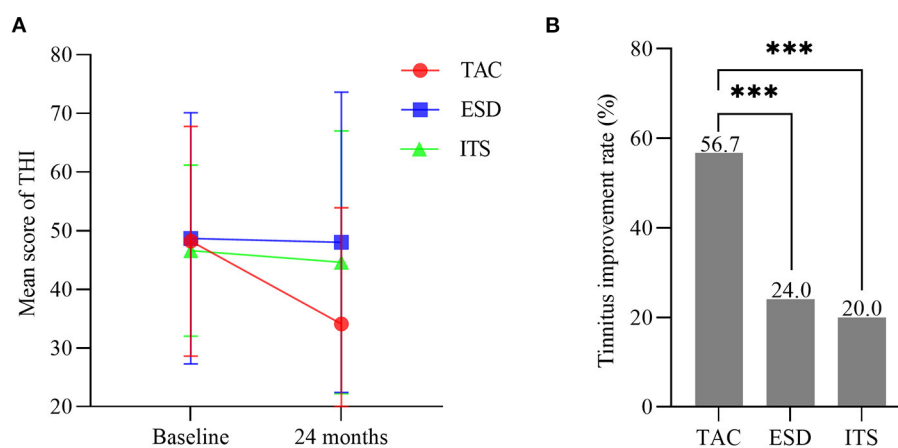 A
Mean score of THI
80
70
60
50
40
30
20
Baseline
24 months
TAC
ESD
ITS
B
Tinnitus improvement rate (%)
80
60
40
20
0
***
***
56.7
24.0
20.0
TAC
ESD
ITS